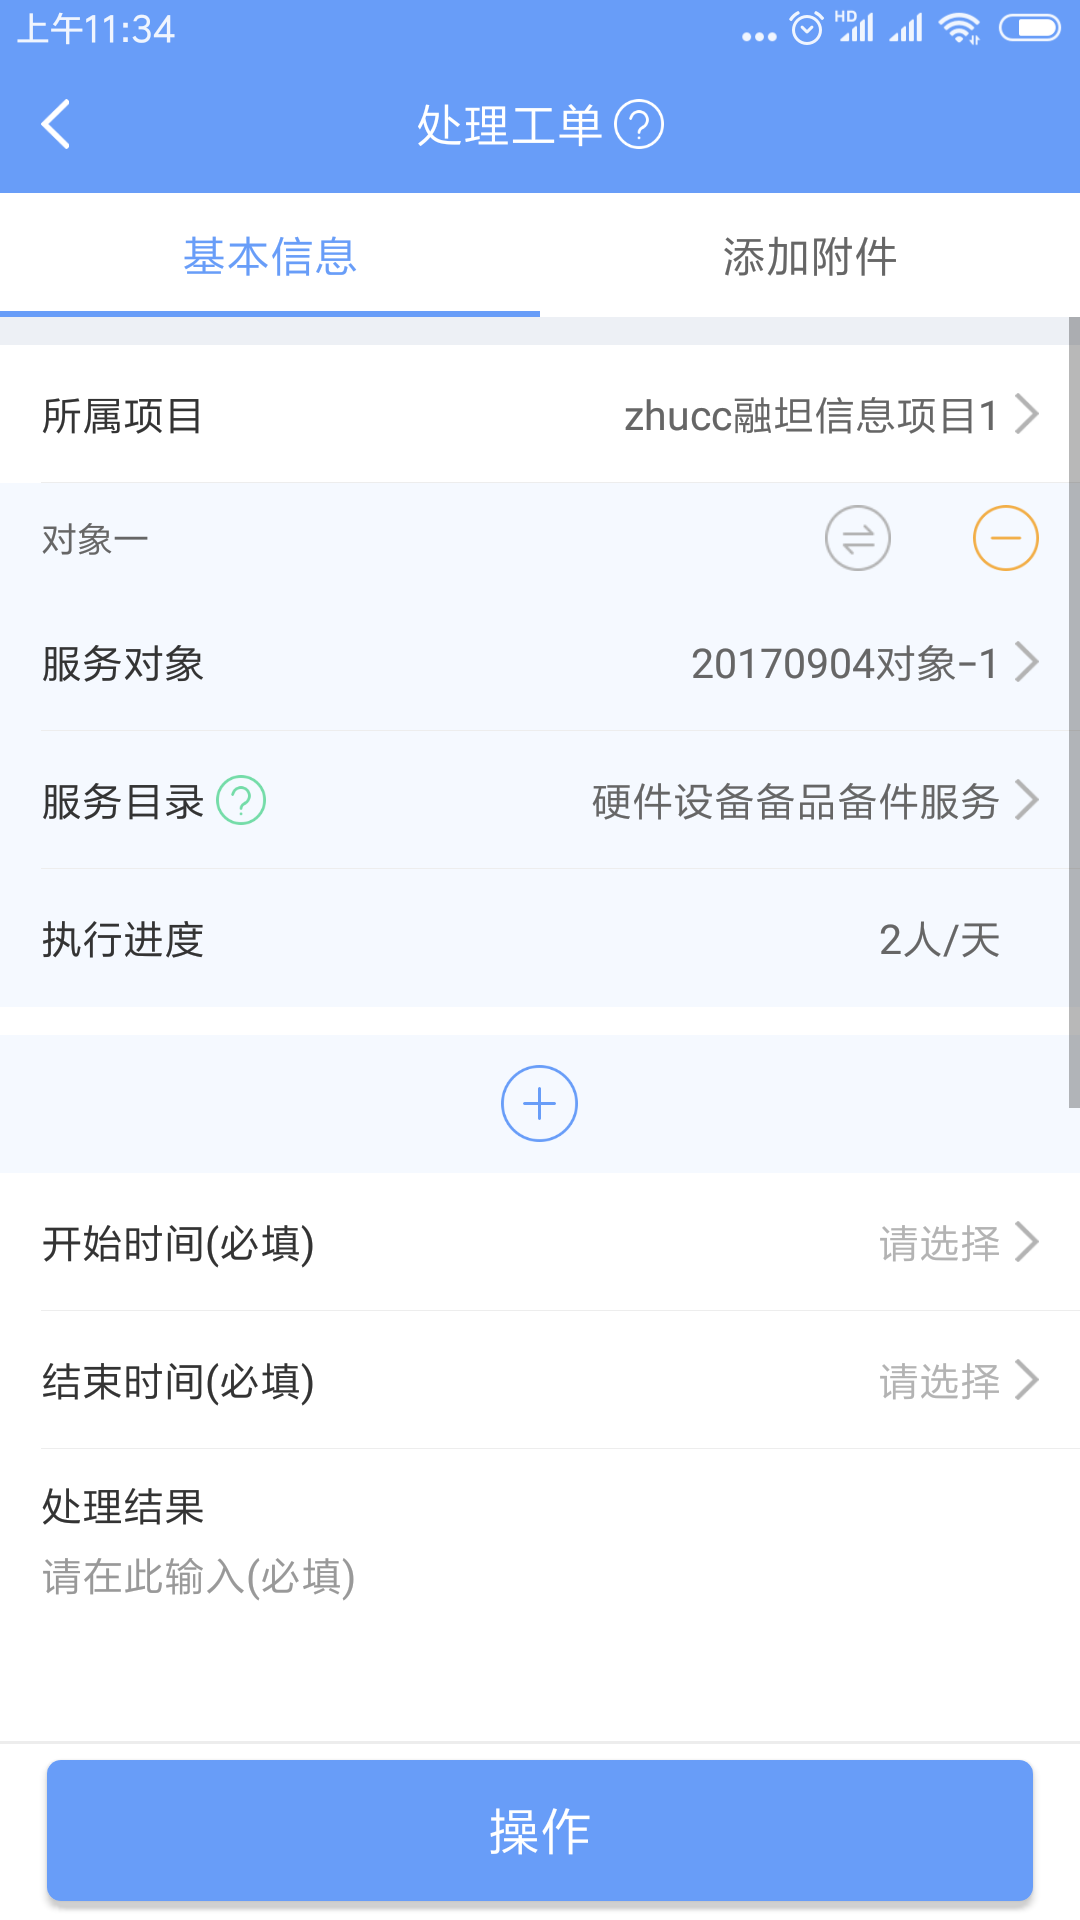 上午11:34
HD
处理工单 ?
基本信息
添加附件
所属项目
zhucc融坦信息项目1
对象一
服务对象
20170904对象-1
服务目录 ?
硬件设备备品备件服务
执行进度
2人/天
开始时间(必填)
请选择
结束时间(必填)
请选择
处理结果
请在此输入(必填)
操作